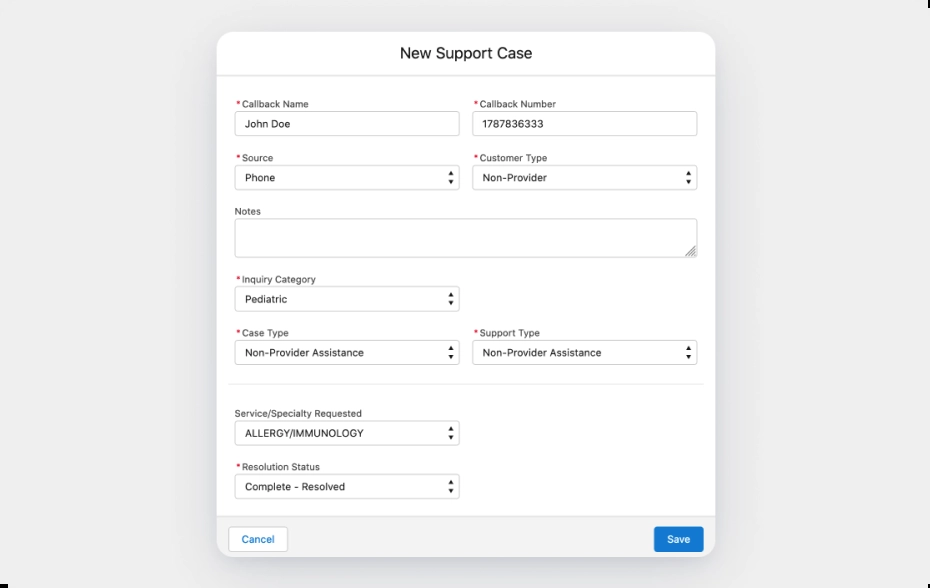 New Support Case
*Callback Name
*Callback Number
John Doe
1787836333
*Source
*Customer Type
Phone
Non-Provider
Notes
*Inquiry Category
Pediatric
*Case Type
*Support Type
Non-Provider Assistance
Non-Provider Assistance
Service/Specialty Requested
ALLERGY/IMMUNOLOGY
*Resolution Status
Complete - Resolved
Cancel
Save